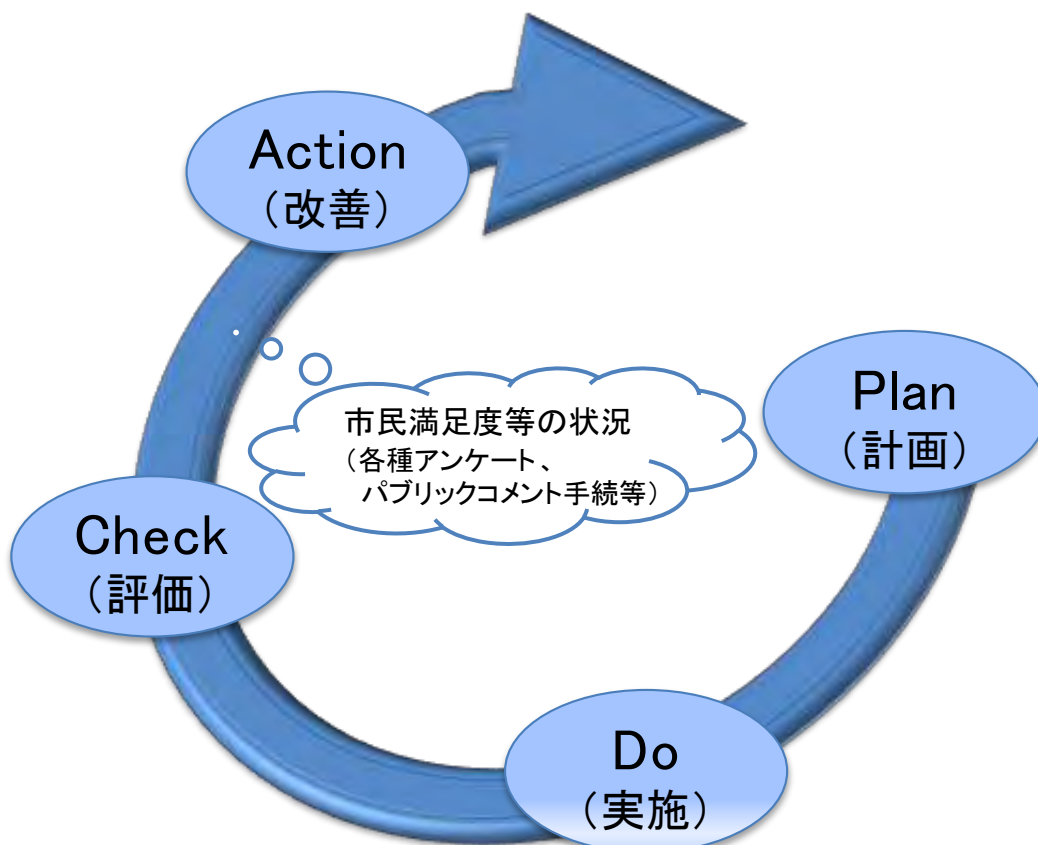 Action
（改善）
Plan
（計画）
市民満足度等の状況
（各種アンケート、
パブリックコメント手続等）
Check
（評価）
Do
（実施）